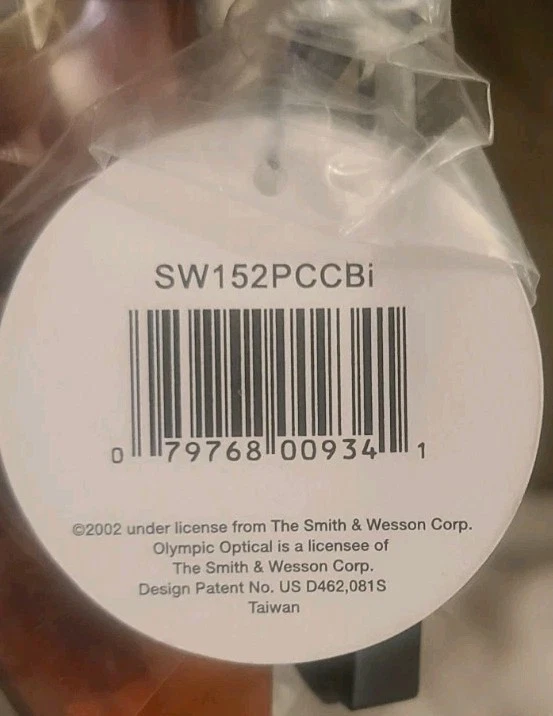 SW152PCCBi
0 79768 00934 1
©2002 under license from The Smith & Wesson Corp.
Olympic Optical is a licensee of
The Smith & Wesson Corp.
Design Patent No. US D462,081S
Taiwan